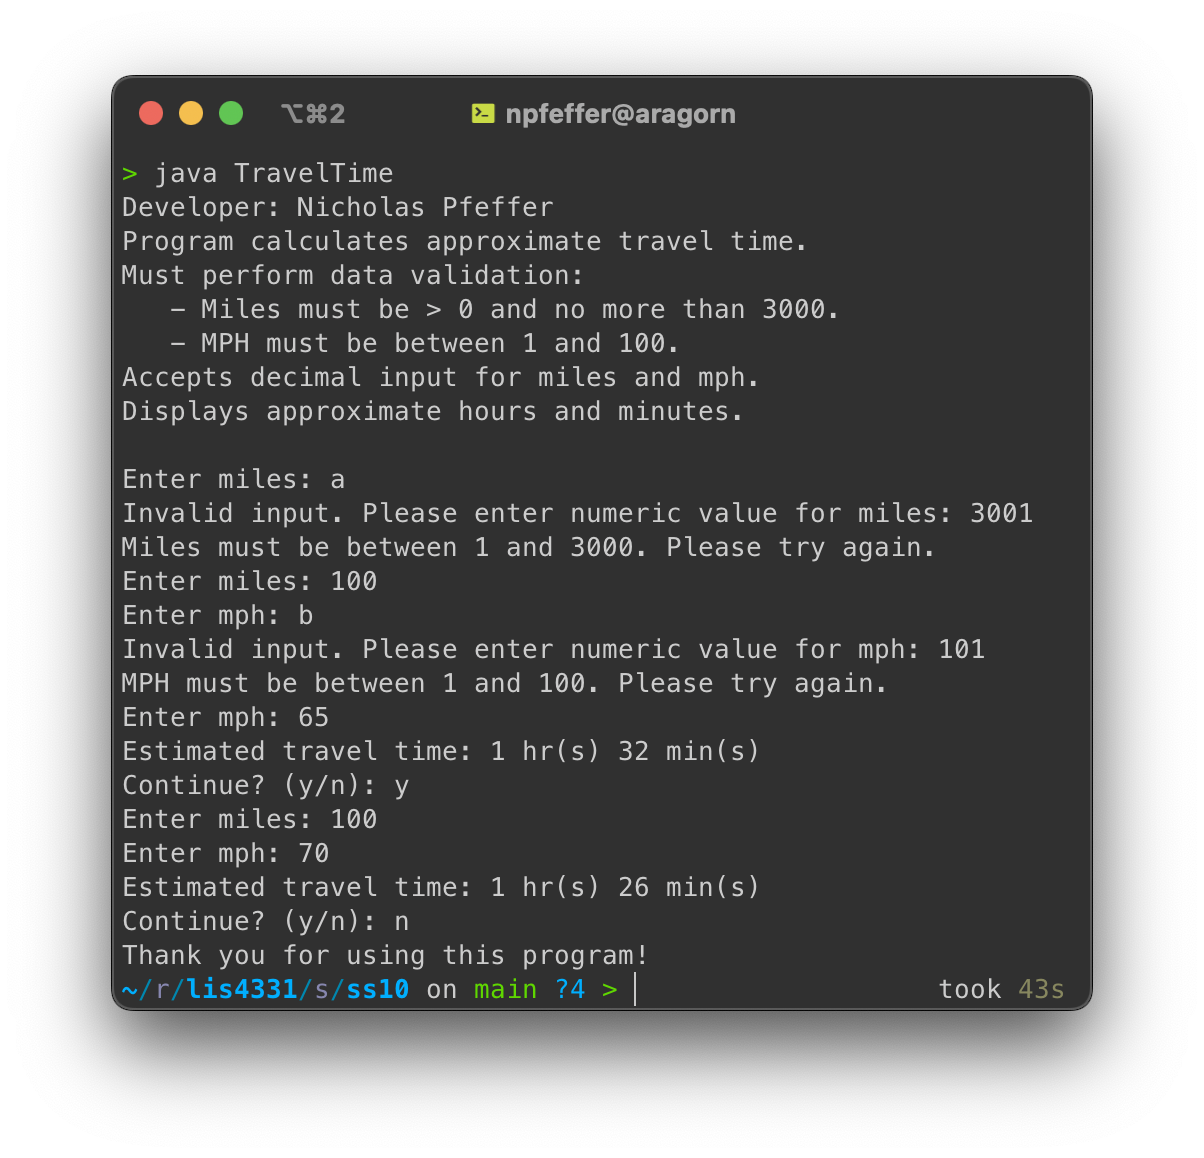 ⌥⌘2 npfeffer@aragorn
> java TravelTime
Developer: Nicholas Pfeffer
Program calculates approximate travel time.
Must perform data validation:
   - Miles must be > 0 and no more than 3000.
   - MPH must be between 1 and 100.
Accepts decimal input for miles and mph.
Displays approximate hours and minutes.

Enter miles: a
Invalid input. Please enter numeric value for miles: 3001
Miles must be between 1 and 3000. Please try again.
Enter miles: 100
Enter mph: b
Invalid input. Please enter numeric value for mph: 101
MPH must be between 1 and 100. Please try again.
Enter mph: 65
Estimated travel time: 1 hr(s) 32 min(s)
Continue? (y/n): y
Enter miles: 100
Enter mph: 70
Estimated travel time: 1 hr(s) 26 min(s)
Continue? (y/n): n
Thank you for using this program!
~/r/lis4331/s/ss10 on main ?4 > took 43s